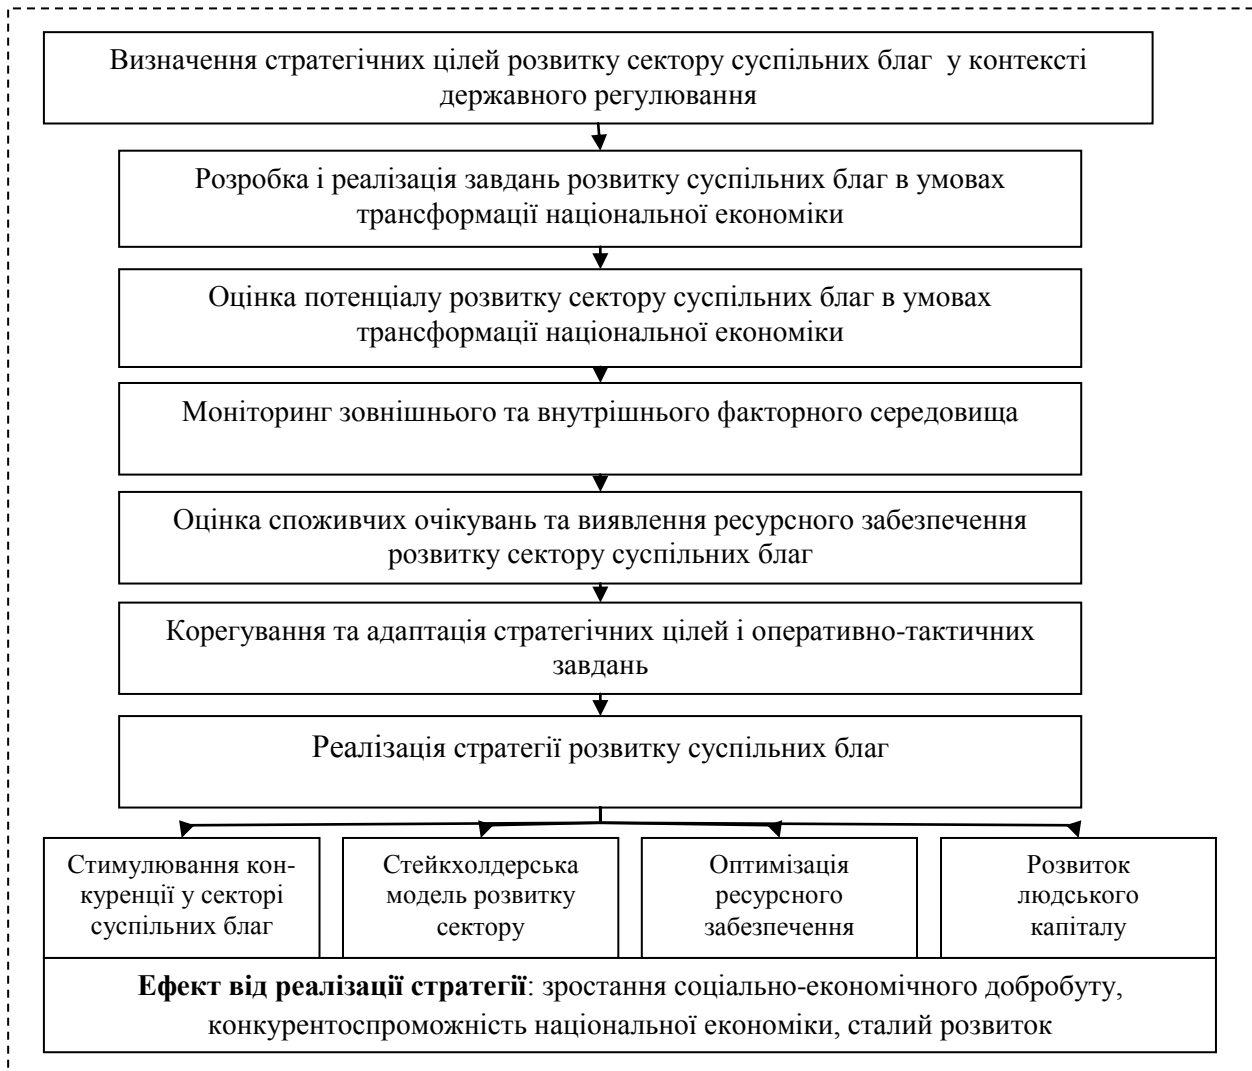 Визначення стратегічних цілей розвитку сектору суспільних благ у контексті
державного регулювання
Розробка і реалізація завдань розвитку суспільних благ в умовах
трансформації національної економіки
Оцінка потенціалу розвитку сектору суспільних благ в умовах
трансформації національної економіки
Моніторинг зовнішнього та внутрішнього факторного середовища
Оцінка споживчих очікувань та виявлення ресурсного забезпечення
розвитку сектору суспільних благ
Корегування та адаптація стратегічних цілей і оперативно-тактичних
завдань
Реалізація стратегії розвитку суспільних благ
Стимулювання кон-
куренції у секторі
суспільних благ
Стейкхолдерська
модель розвитку
сектору
Оптимізація
ресурсного
забезпечення
Розвиток
людського
капіталу
Ефект від реалізації стратегії: зростання соціально-економічного добробуту,
конкурентоспроможність національної економіки, сталий розвиток